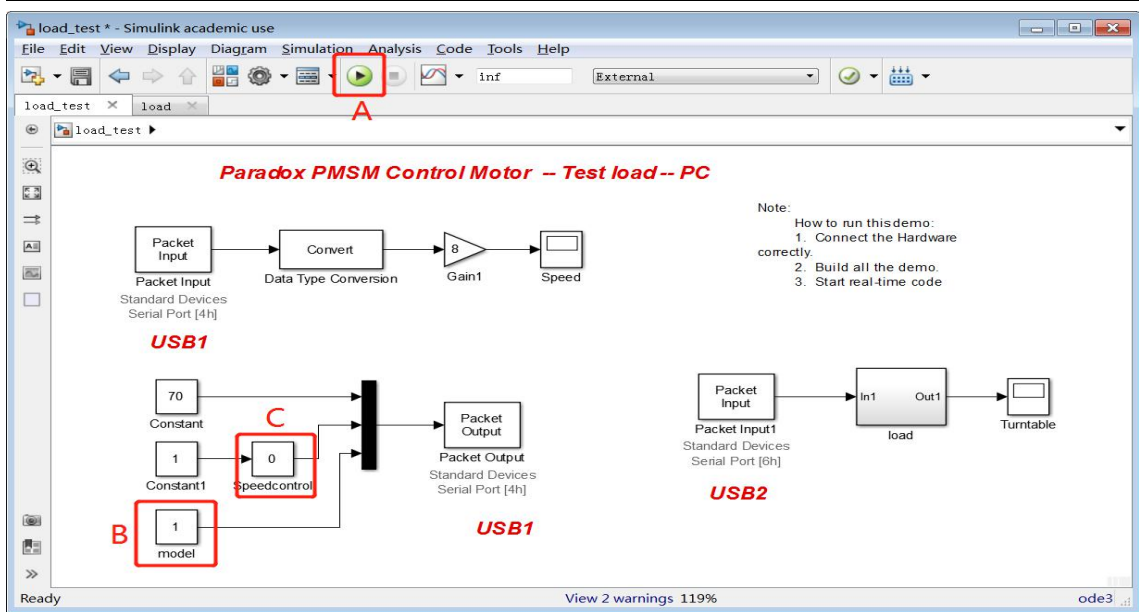 load_test * - Simulink academic use
File Edit View Display Diagram Simulation Analysis Code Tools Help
inf
External
load_test
load
A
load_test
Paradox PMSM Control Motor -- Test load-- PC
Note:
How to run thisdemo:
1. Connect the Hardware
correctly.
2. Build all the demo.
3. Start real-time code
Packet
Input
Packet Input
Standard Devices
Serial Port [4h]
USB1
Convert
Data Type Conversion
8
Gain1
Speed
70
Constant
1
Constant1
C
0
Speedcontrol
B
1
model
Packet
Output
Packet Output
Standard Devices
Serial Port [4h]
USB1
Packet
Input
Packet Input1
Standard Devices
Serial Port [6h]
USB2
In1
Out1
load
Turntable
Ready
View 2 warnings 119%
ode3